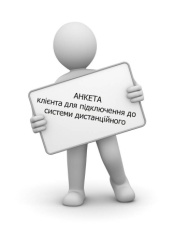 АНКЕТА
клієнта для підключення до
системи дистанційного